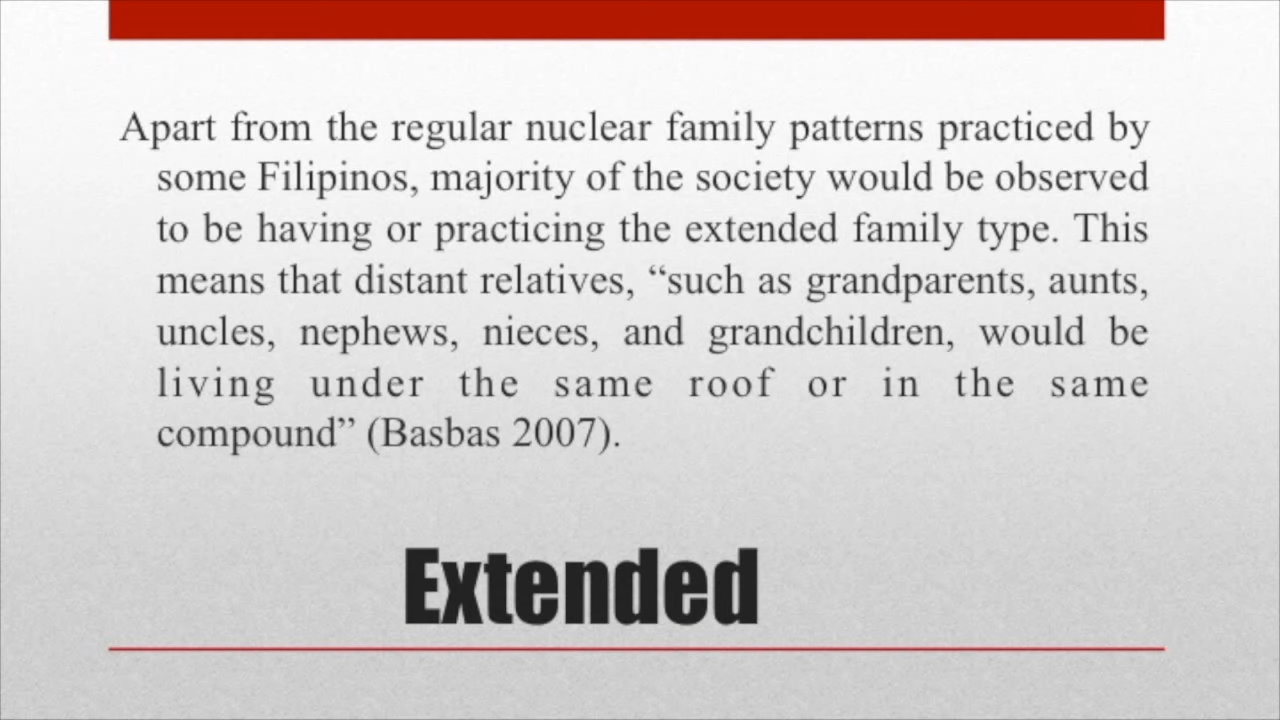 Apart from the regular nuclear family patterns practiced by
some Filipinos, majority of the society would be observed
to be having or practicing the extended family type. This
means that distant relatives, “such as grandparents, aunts,
uncles, nephews, nieces, and grandchildren, would be
living under the same roof or in the same
compound” (Basbas 2007).
Extended